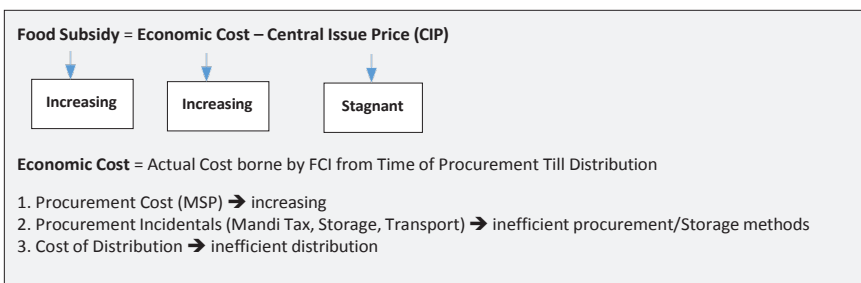 Food Subsidy = Economic Cost – Central Issue Price (CIP)
Increasing Increasing Stagnant
Economic Cost = Actual Cost borne by FCI from Time of Procurement Till Distribution
1. Procurement Cost (MSP) ➔ increasing
2. Procurement Incidentals (Mandi Tax, Storage, Transport) ➔ inefficient procurement/Storage methods
3. Cost of Distribution ➔ inefficient distribution